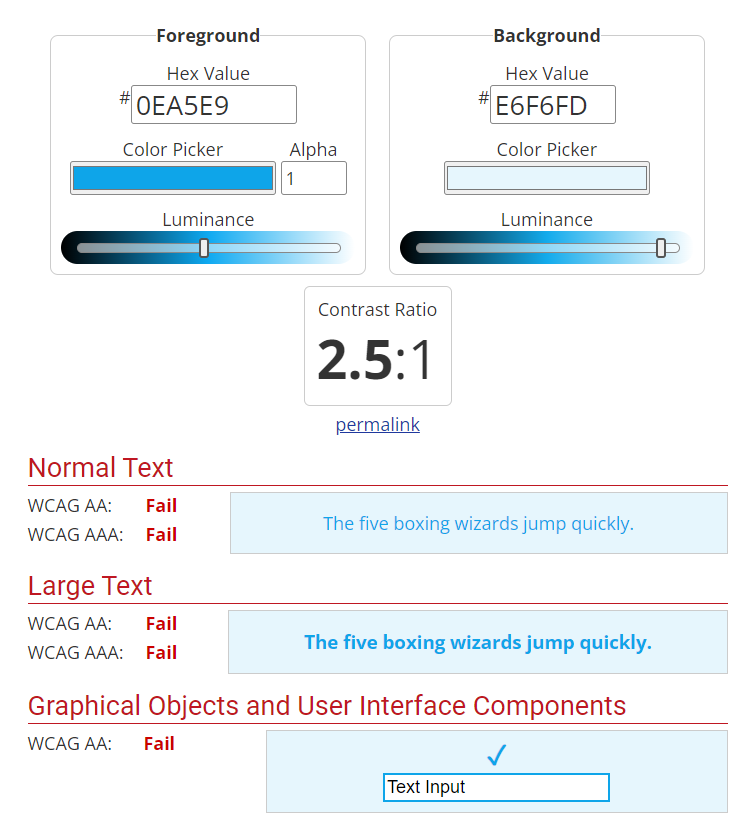 Foreground
Background
Hex Value
Hex Value
# 0EA5E9
# E6F6FD
Color Picker Alpha
Color Picker
1
Luminance
Luminance
Contrast Ratio
2.5:1
permalink
Normal Text
WCAG AA: Fail
WCAG AAA: Fail
The five boxing wizards jump quickly.
Large Text
WCAG AA: Fail
WCAG AAA: Fail
The five boxing wizards jump quickly.
Graphical Objects and User Interface Components
WCAG AA: Fail
✓
Text Input